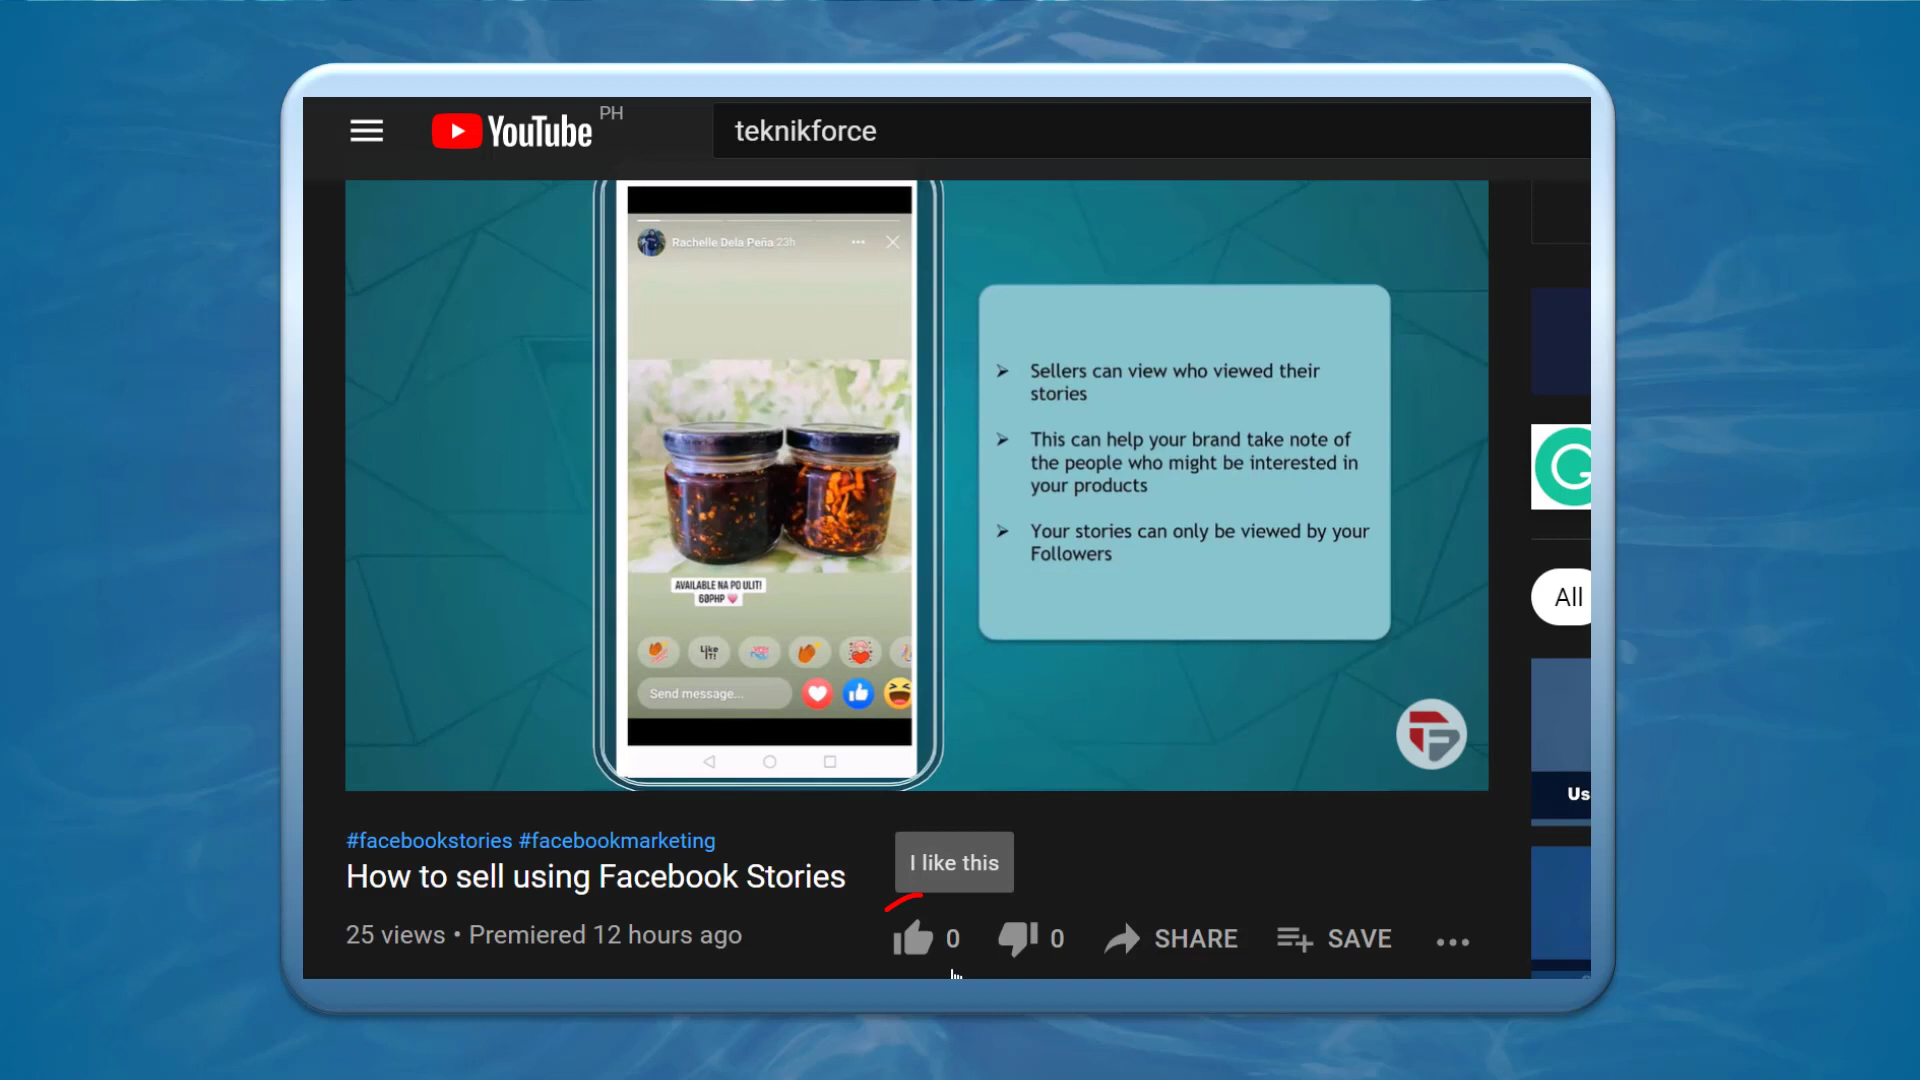 YouTube PH
teknikforce
Rachelle Dela Peña 23h
AVAILABLE NA PO ULIT!
60PHP
Like
IT!
Send message...
➤ Sellers can view who viewed their
stories
➤ This can help your brand take note of
the people who might be interested in
your products
➤ Your stories can only be viewed by your
Followers
All
Us
#facebookstories #facebookmarketing
How to sell using Facebook Stories
I like this
25 views • Premiered 12 hours ago
0
0
SHARE
SAVE